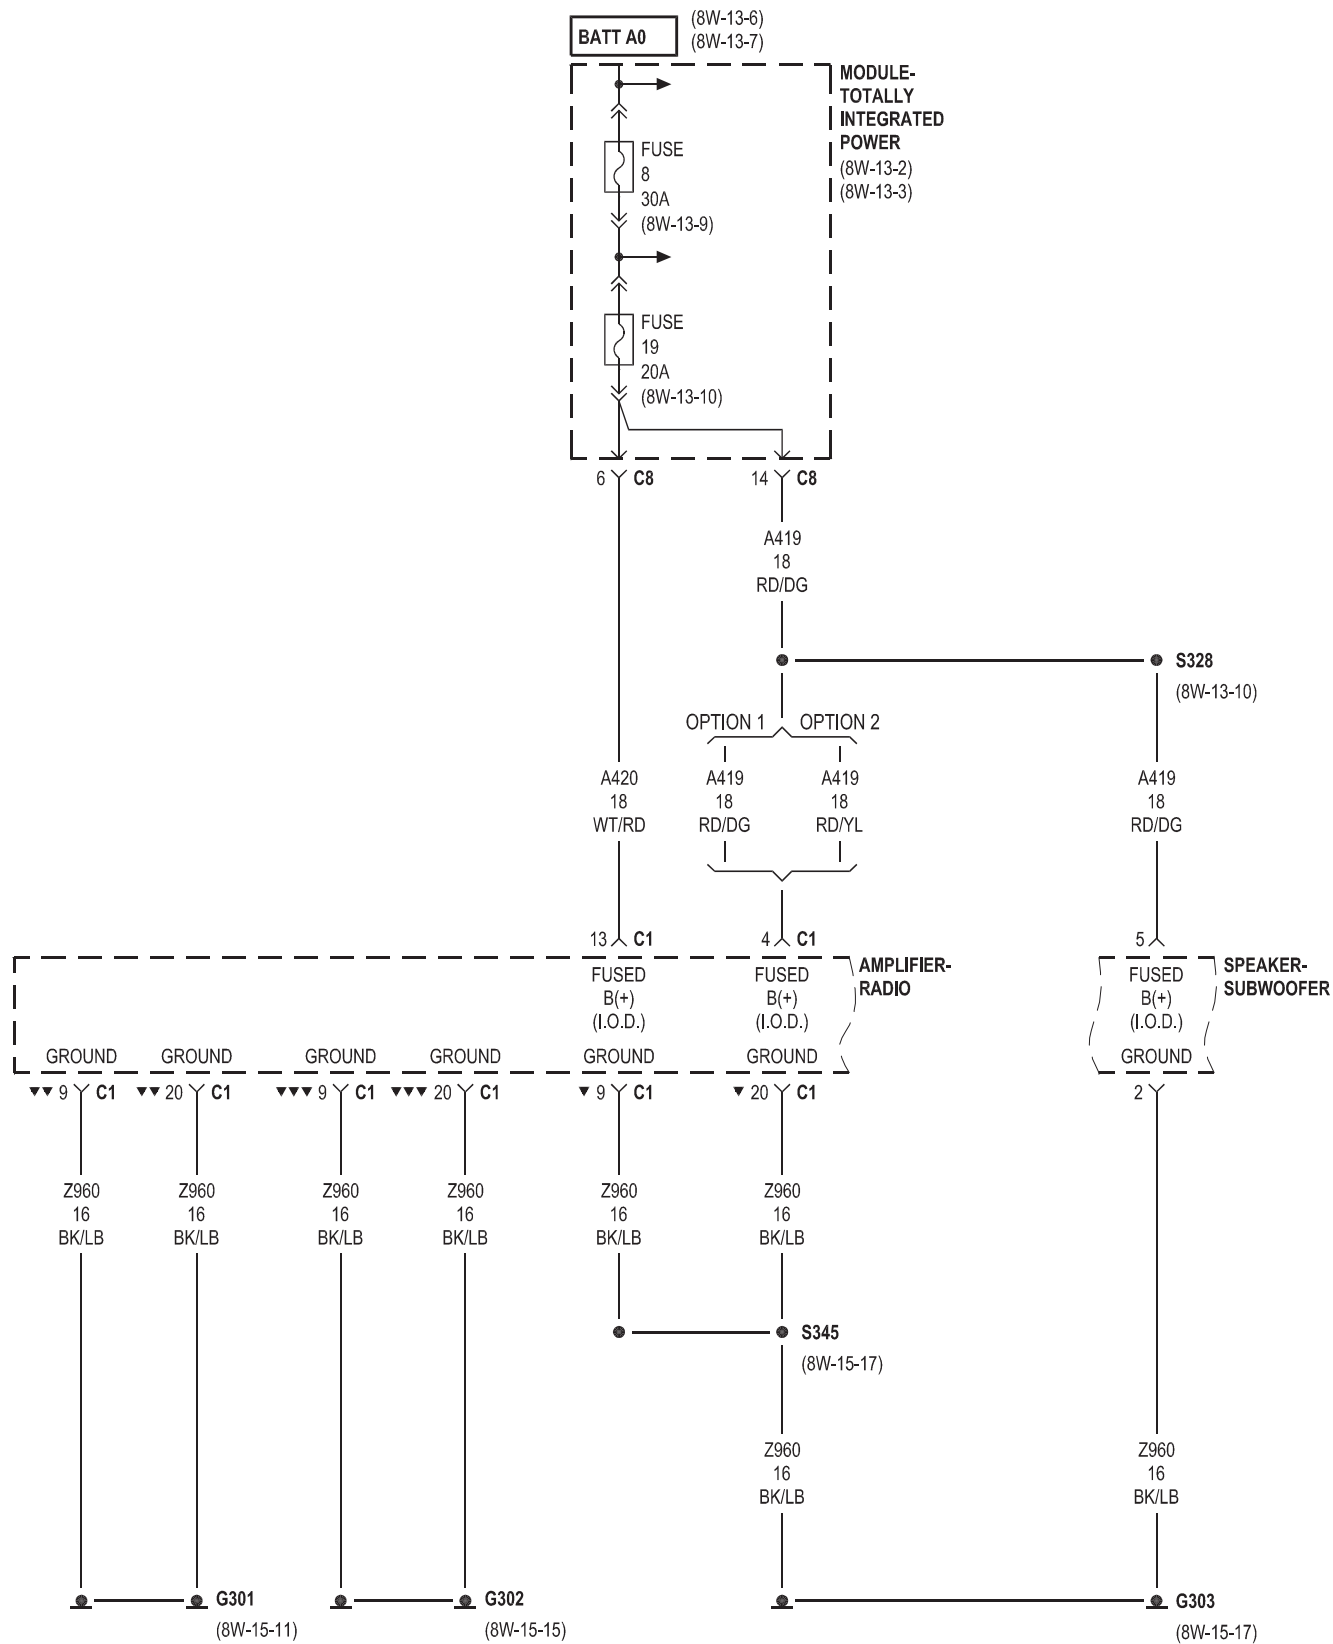 BATT A0
(8W-13-6)
(8W-13-7)
MODULE-
TOTALLY
INTEGRATED
POWER
(8W-13-2)
(8W-13-3)
FUSE
8
30A
(8W-13-9)
FUSE
19
20A
(8W-13-10)
6 C8
14 C8
A419
18
RD/DG
S328
(8W-13-10)
OPTION 1 OPTION 2
A420
18
WT/RD
A419
18
RD/DG
A419
18
RD/YL
A419
18
RD/DG
13 C1
4 C1
5
FUSED
B(+)
(I.O.D.)
FUSED
B(+)
(I.O.D.)
AMPLIFIER-
RADIO
FUSED
B(+)
(I.O.D.)
SPEAKER-
SUBWOOFER
GROUND GROUND GROUND GROUND GROUND GROUND GROUND
▼▼ 9 C1
▼▼ 20 C1
▼▼▼ 9 C1
▼▼▼ 20 C1
▼ 9 C1
▼ 20 C1
2
Z960
16
BK/LB
Z960
16
BK/LB
Z960
16
BK/LB
Z960
16
BK/LB
Z960
16
BK/LB
Z960
16
BK/LB
S345
(8W-15-17)
Z960
16
BK/LB
Z960
16
BK/LB
G301
(8W-15-11)
G302
(8W-15-15)
G303
(8W-15-17)